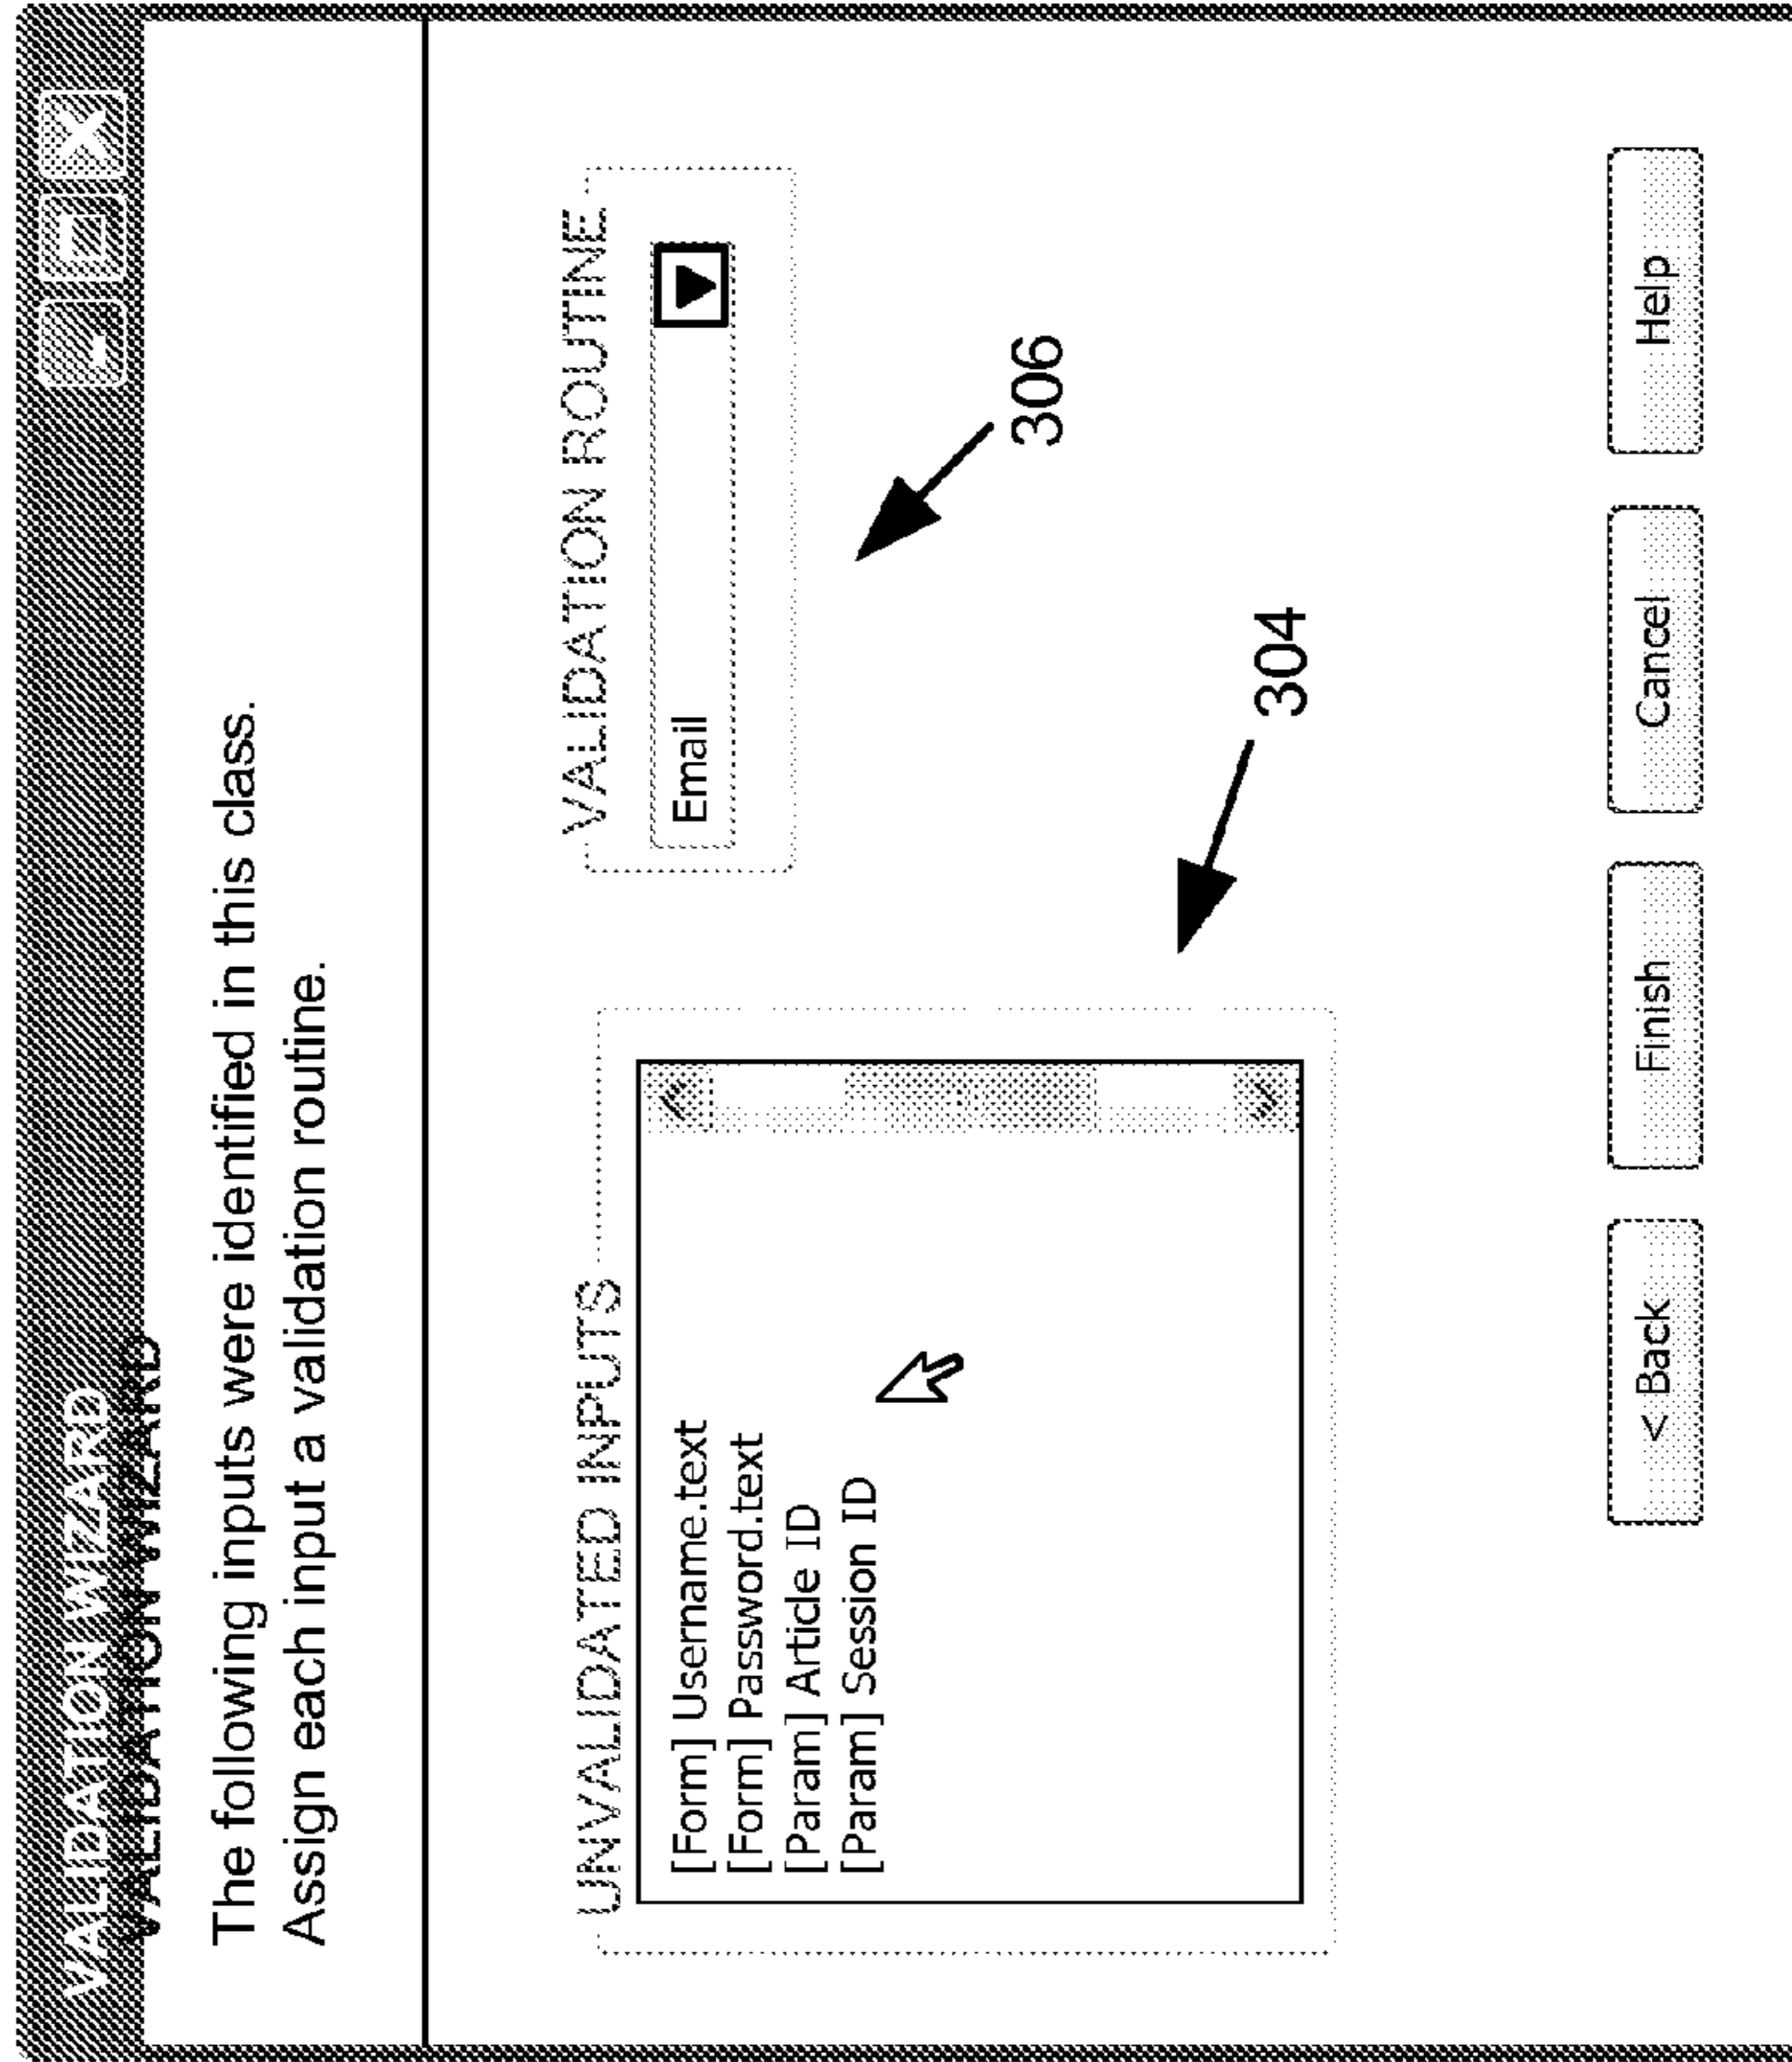 VALIDATION WIZARD
VALIDATION WIZARD
The following inputs were identified in this class.
Assign each input a validation routine.
UNVALIDATED INPUTS
[Form] Username.text
[Form] Password.text
[Param] Article ID
[Param] Session ID
304
VALIDATION ROUTINE
Email
306
< Back
Finish
Cancel
Help